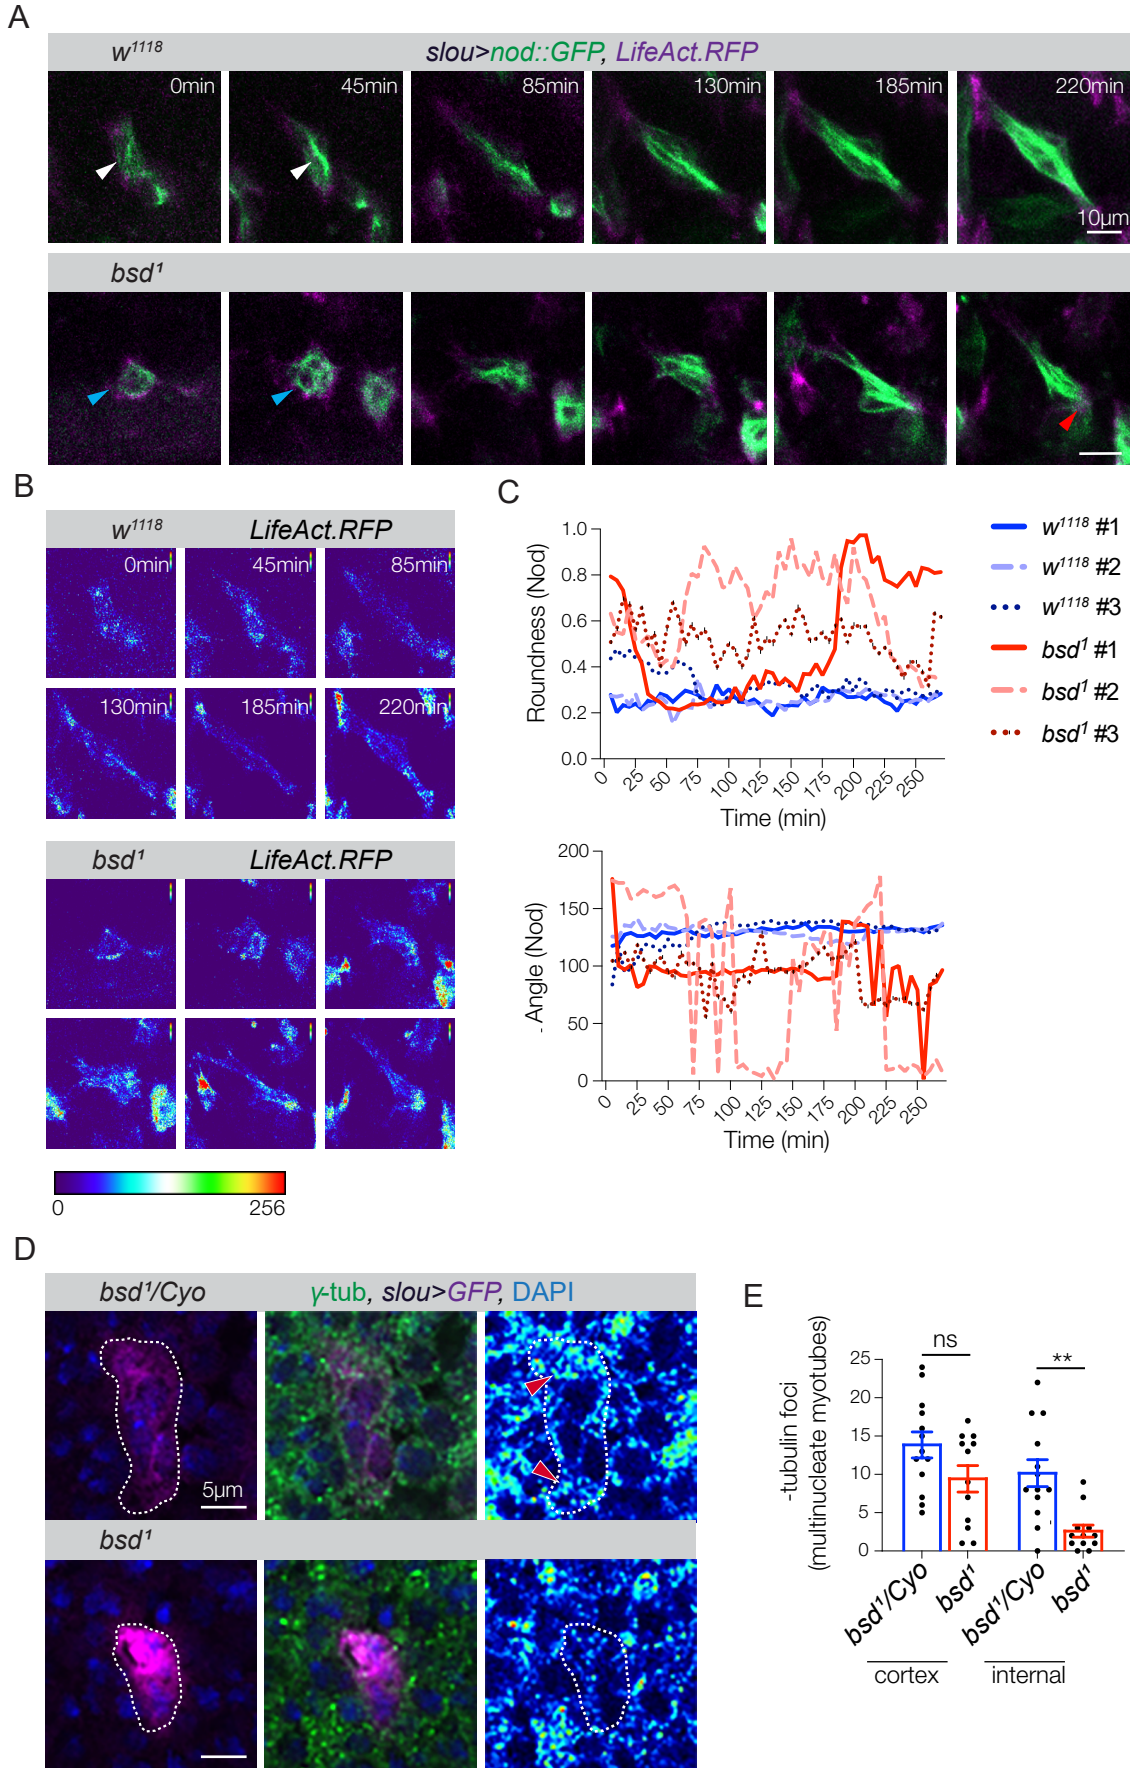 A
w¹¹¹⁸ slou>nod::GFP, LifeAct.RFP
0min 45min 85min 130min 185min 220min
10µm
bsd¹
B
w¹¹¹⁸ LifeAct.RFP
0min 45min 85min
130min 185min 220min
bsd¹ LifeAct.RFP
0 256
C
1.0
0.8
0.6
0.4
0.2
0.0
Roundness (Nod)
0 25 50 75 100 125 150 175 200 225 250
Time (min)
w¹¹¹⁸ #1
w¹¹¹⁸ #2
w¹¹¹⁸ #3
bsd¹ #1
bsd¹ #2
bsd¹ #3
200
150
100
50
0
- Angle (Nod)
0 25 50 75 100 125 150 175 200 225 250
Time (min)
D
bsd¹/Cyo γ-tub, slou>GFP, DAPI
5µm
bsd¹
E
-tubulin foci
(multinucleate myotubes)
25
20
15
10
5
0
ns **
bsd¹/Cyo bsd¹ bsd¹/Cyo bsd¹
cortex internal